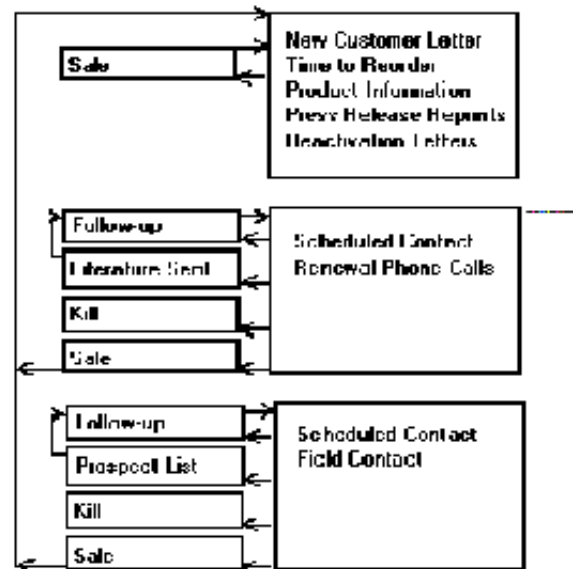 Sale
New Customer Letter
Time to Reorder
Product Information
Press Release Reprints
Reactivation Letters
Follow-up
Literature Sent
Kill
Sale
Scheduled Contact
Renewal Phone Calls
Follow-up
Prospect List
Kill
Sale
Scheduled Contact
Field Contact